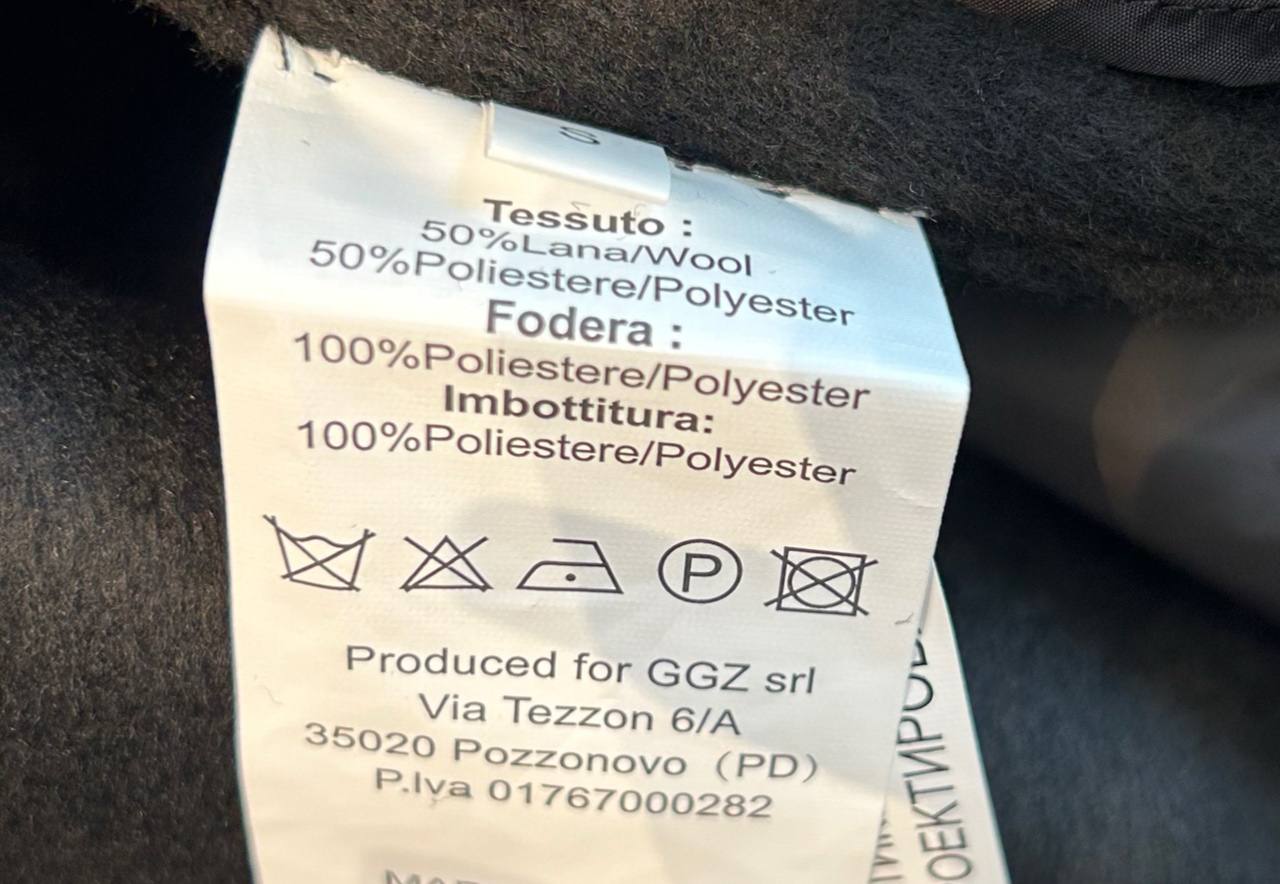 S
Tessuto :
50%Lana/Wool
50%Poliestere/Polyester
Fodera :
100%Poliestere/Polyester
Imbottitura:
100%Poliestere/Polyester
P
Produced for GGZ srl
Via Tezzon 6/A
35020 Pozzonovo (PD)
P.Iva 01767000282